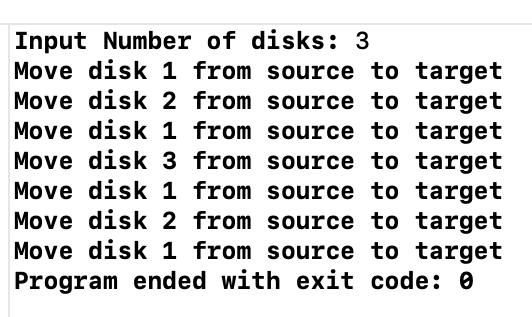 Input Number of disks: 3
Move disk 1 from source to target
Move disk 2 from source to target
Move disk 1 from source to target
Move disk 3 from source to target
Move disk 1 from source to target
Move disk 2 from source to target
Move disk 1 from source to target
Program ended with exit code: 0